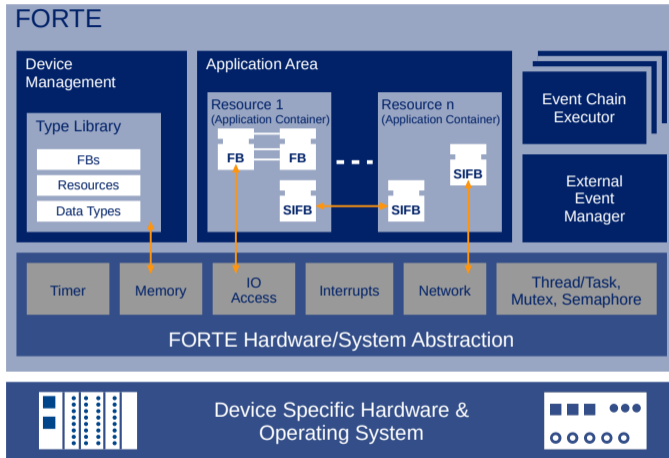 FORTE
Device
Management
Type Library
FBs
Resources
Data Types
Application Area
Resource 1
(Application Container)
FB
FB
SIFB
Resource n
(Application Container)
SIFB
SIFB
Event Chain
Executor
External
Event
Manager
Timer
Memory
IO
Access
Interrupts
Network
Thread/Task,
Mutex, Semaphore
FORTE Hardware/System Abstraction
Device Specific Hardware &
Operating System